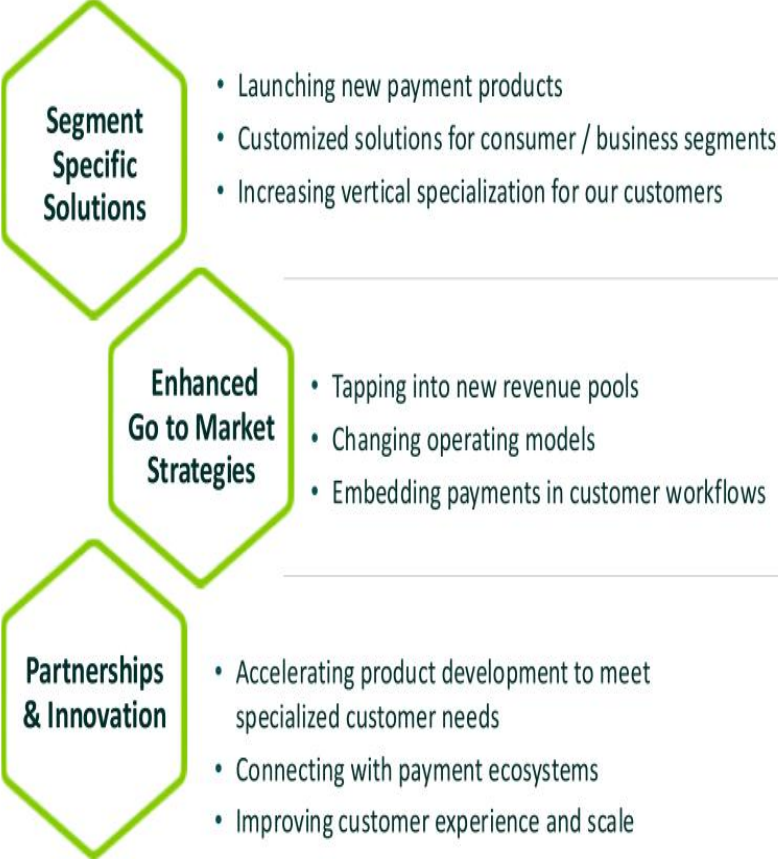 Segment
Specific
Solutions
• Launching new payment products
• Customized solutions for consumer / business segments
• Increasing vertical specialization for our customers
Enhanced
Go to Market
Strategies
• Tapping into new revenue pools
• Changing operating models
• Embedding payments in customer workflows
Partnerships
& Innovation
• Accelerating product development to meet
specialized customer needs
• Connecting with payment ecosystems
• Improving customer experience and scale